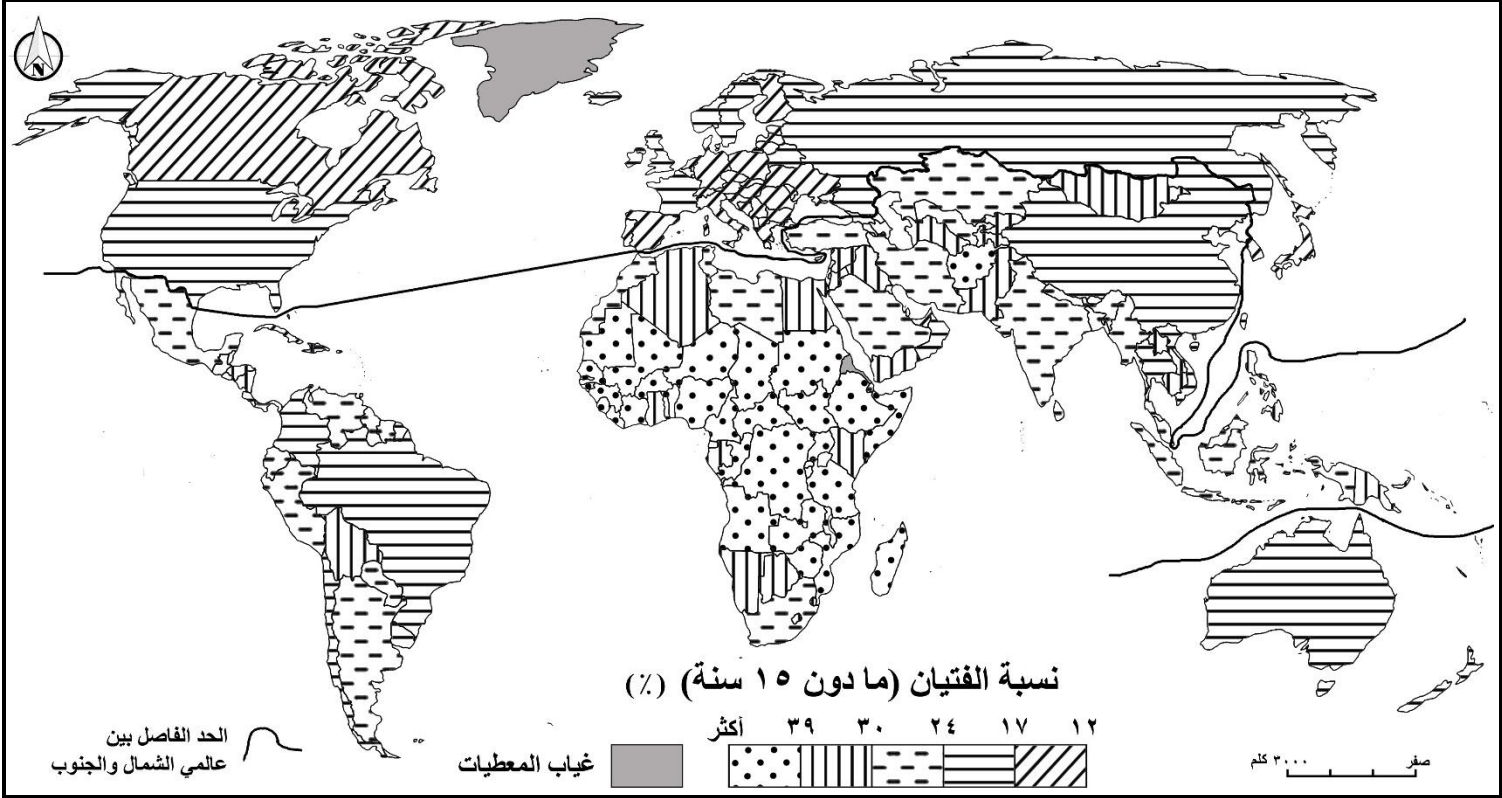 N
نسبة الفتيان (ما دون ١٥ سنة) (٪)
أكثر ٣٩ ٣٠ ٢٤ ١٧ ١٢
غياب المعطيات
الحد الفاصل بين
عالمي الشمال والجنوب
صفر ٣٠٠٠ كلم